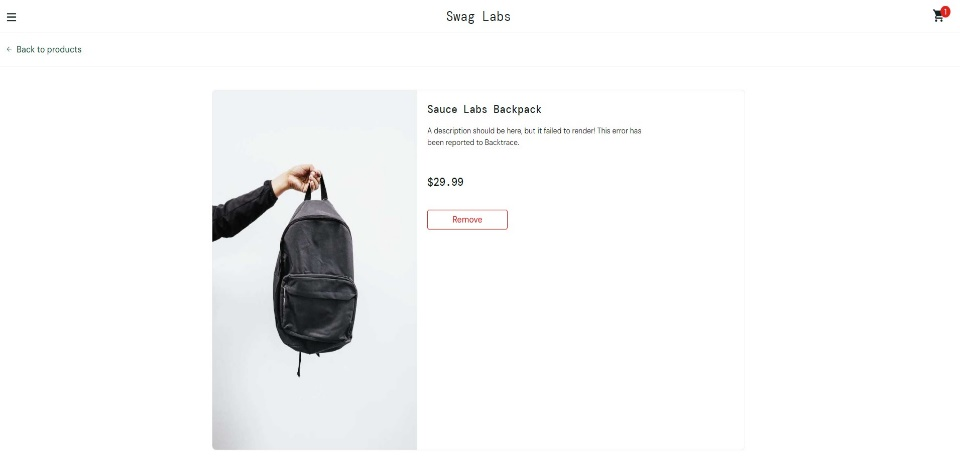 Swag Labs
1
← Back to products
Sauce Labs Backpack
A description should be here, but it failed to render! This error has
been reported to Backtrace.
$29.99
Remove